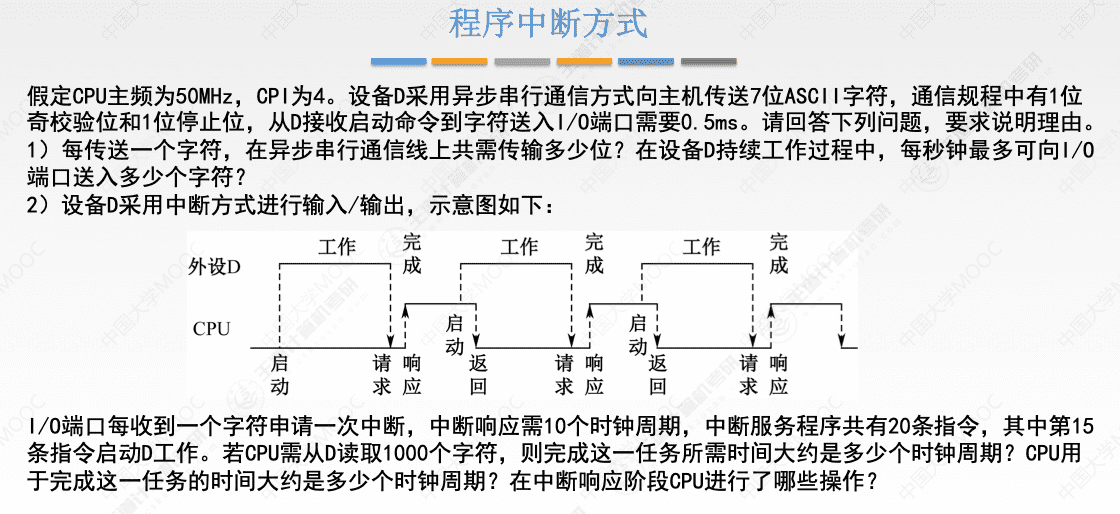 程序中断方式
假定CPU主频为50MHz，CPI为4。设备D采用异步串行通信方式向主机传送7位ASCII字符，通信规程中有1位
奇校验位和1位停止位，从D接收启动命令到字符送入I/O端口需要0.5ms。请回答下列问题，要求说明理由。
1）每传送一个字符，在异步串行通信线上共需传输多少位？在设备D持续工作过程中，每秒钟最多可向I/O
端口送入多少个字符？
2）设备D采用中断方式进行输入/输出，示意图如下：
工作 完成 工作 完成 工作 完成
外设D
CPU
启动 启动
启动 请求 响应 返回 请求 响应 返回 请求 响应
I/O端口每收到一个字符申请一次中断，中断响应需10个时钟周期，中断服务程序共有20条指令，其中第15
条指令启动D工作。若CPU需从D读取1000个字符，则完成这一任务所需时间大约是多少个时钟周期？CPU用
于完成这一任务的时间大约是多少个时钟周期？在中断响应阶段CPU进行了哪些操作？
中国大学MOOC
王道计算机考研